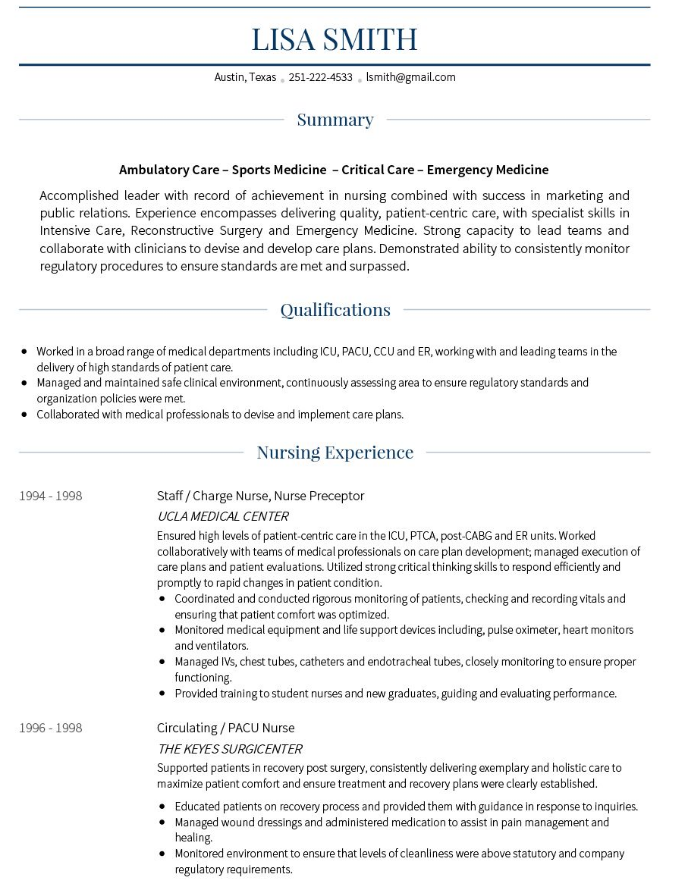 LISA SMITH
Austin, Texas • 251-222-4533 • lsmith@gmail.com
Summary
Ambulatory Care – Sports Medicine – Critical Care – Emergency Medicine
Accomplished leader with record of achievement in nursing combined with success in marketing and
public relations. Experience encompasses delivering quality, patient-centric care, with specialist skills in
Intensive Care, Reconstructive Surgery and Emergency Medicine. Strong capacity to lead teams and
collaborate with clinicians to devise and develop care plans. Demonstrated ability to consistently monitor
regulatory procedures to ensure standards are met and surpassed.
Qualifications
• Worked in a broad range of medical departments including ICU, PACU, CCU and ER, working with and leading teams in the
delivery of high standards of patient care.
• Managed and maintained safe clinical environment, continuously assessing area to ensure regulatory standards and
organization policies were met.
• Collaborated with medical professionals to devise and implement care plans.
Nursing Experience
1994 - 1998 Staff / Charge Nurse, Nurse Preceptor
UCLA MEDICAL CENTER
Ensured high levels of patient-centric care in the ICU, PTCA, post-CABG and ER units. Worked
collaboratively with teams of medical professionals on care plan development; managed execution of
care plans and patient evaluations. Utilized strong critical thinking skills to respond efficiently and
promptly to rapid changes in patient condition.
• Coordinated and conducted rigorous monitoring of patients, checking and recording vitals and
ensuring that patient comfort was optimized.
• Monitored medical equipment and life support devices including, pulse oximeter, heart monitors
and ventilators.
• Managed IVs, chest tubes, catheters and endotracheal tubes, closely monitoring to ensure proper
functioning.
• Provided training to student nurses and new graduates, guiding and evaluating performance.
1996 - 1998 Circulating / PACU Nurse
THE KEYES SURGICENTER
Supported patients in recovery post surgery, consistently delivering exemplary and holistic care to
maximize patient comfort and ensure treatment and recovery plans were clearly established.
• Educated patients on recovery process and provided them with guidance in response to inquiries.
• Managed wound dressings and administered medication to assist in pain management and
healing.
• Monitored environment to ensure that levels of cleanliness were above statutory and company
regulatory requirements.